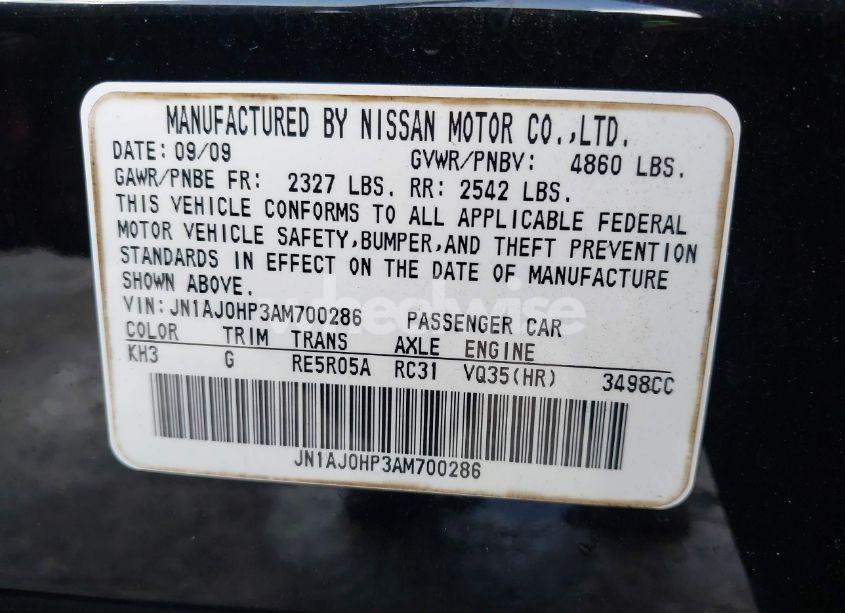 MANUFACTURED BY NISSAN MOTOR CO.,LTD.
DATE: 09/09 GVWR/PNBV: 4860 LBS.
GAWR/PNBE FR: 2327 LBS. RR: 2542 LBS.
THIS VEHICLE CONFORMS TO ALL APPLICABLE FEDERAL
MOTOR VEHICLE SAFETY,BUMPER,AND THEFT PREVENTION
STANDARDS IN EFFECT ON THE DATE OF MANUFACTURE
SHOWN ABOVE.
VIN:JN1AJ0HP3AM700286 PASSENGER CAR
COLOR TRIM TRANS AXLE ENGINE
KH3 G RE5R05A RC31 VQ35(HR) 3498CC
JN1AJ0HP3AM700286